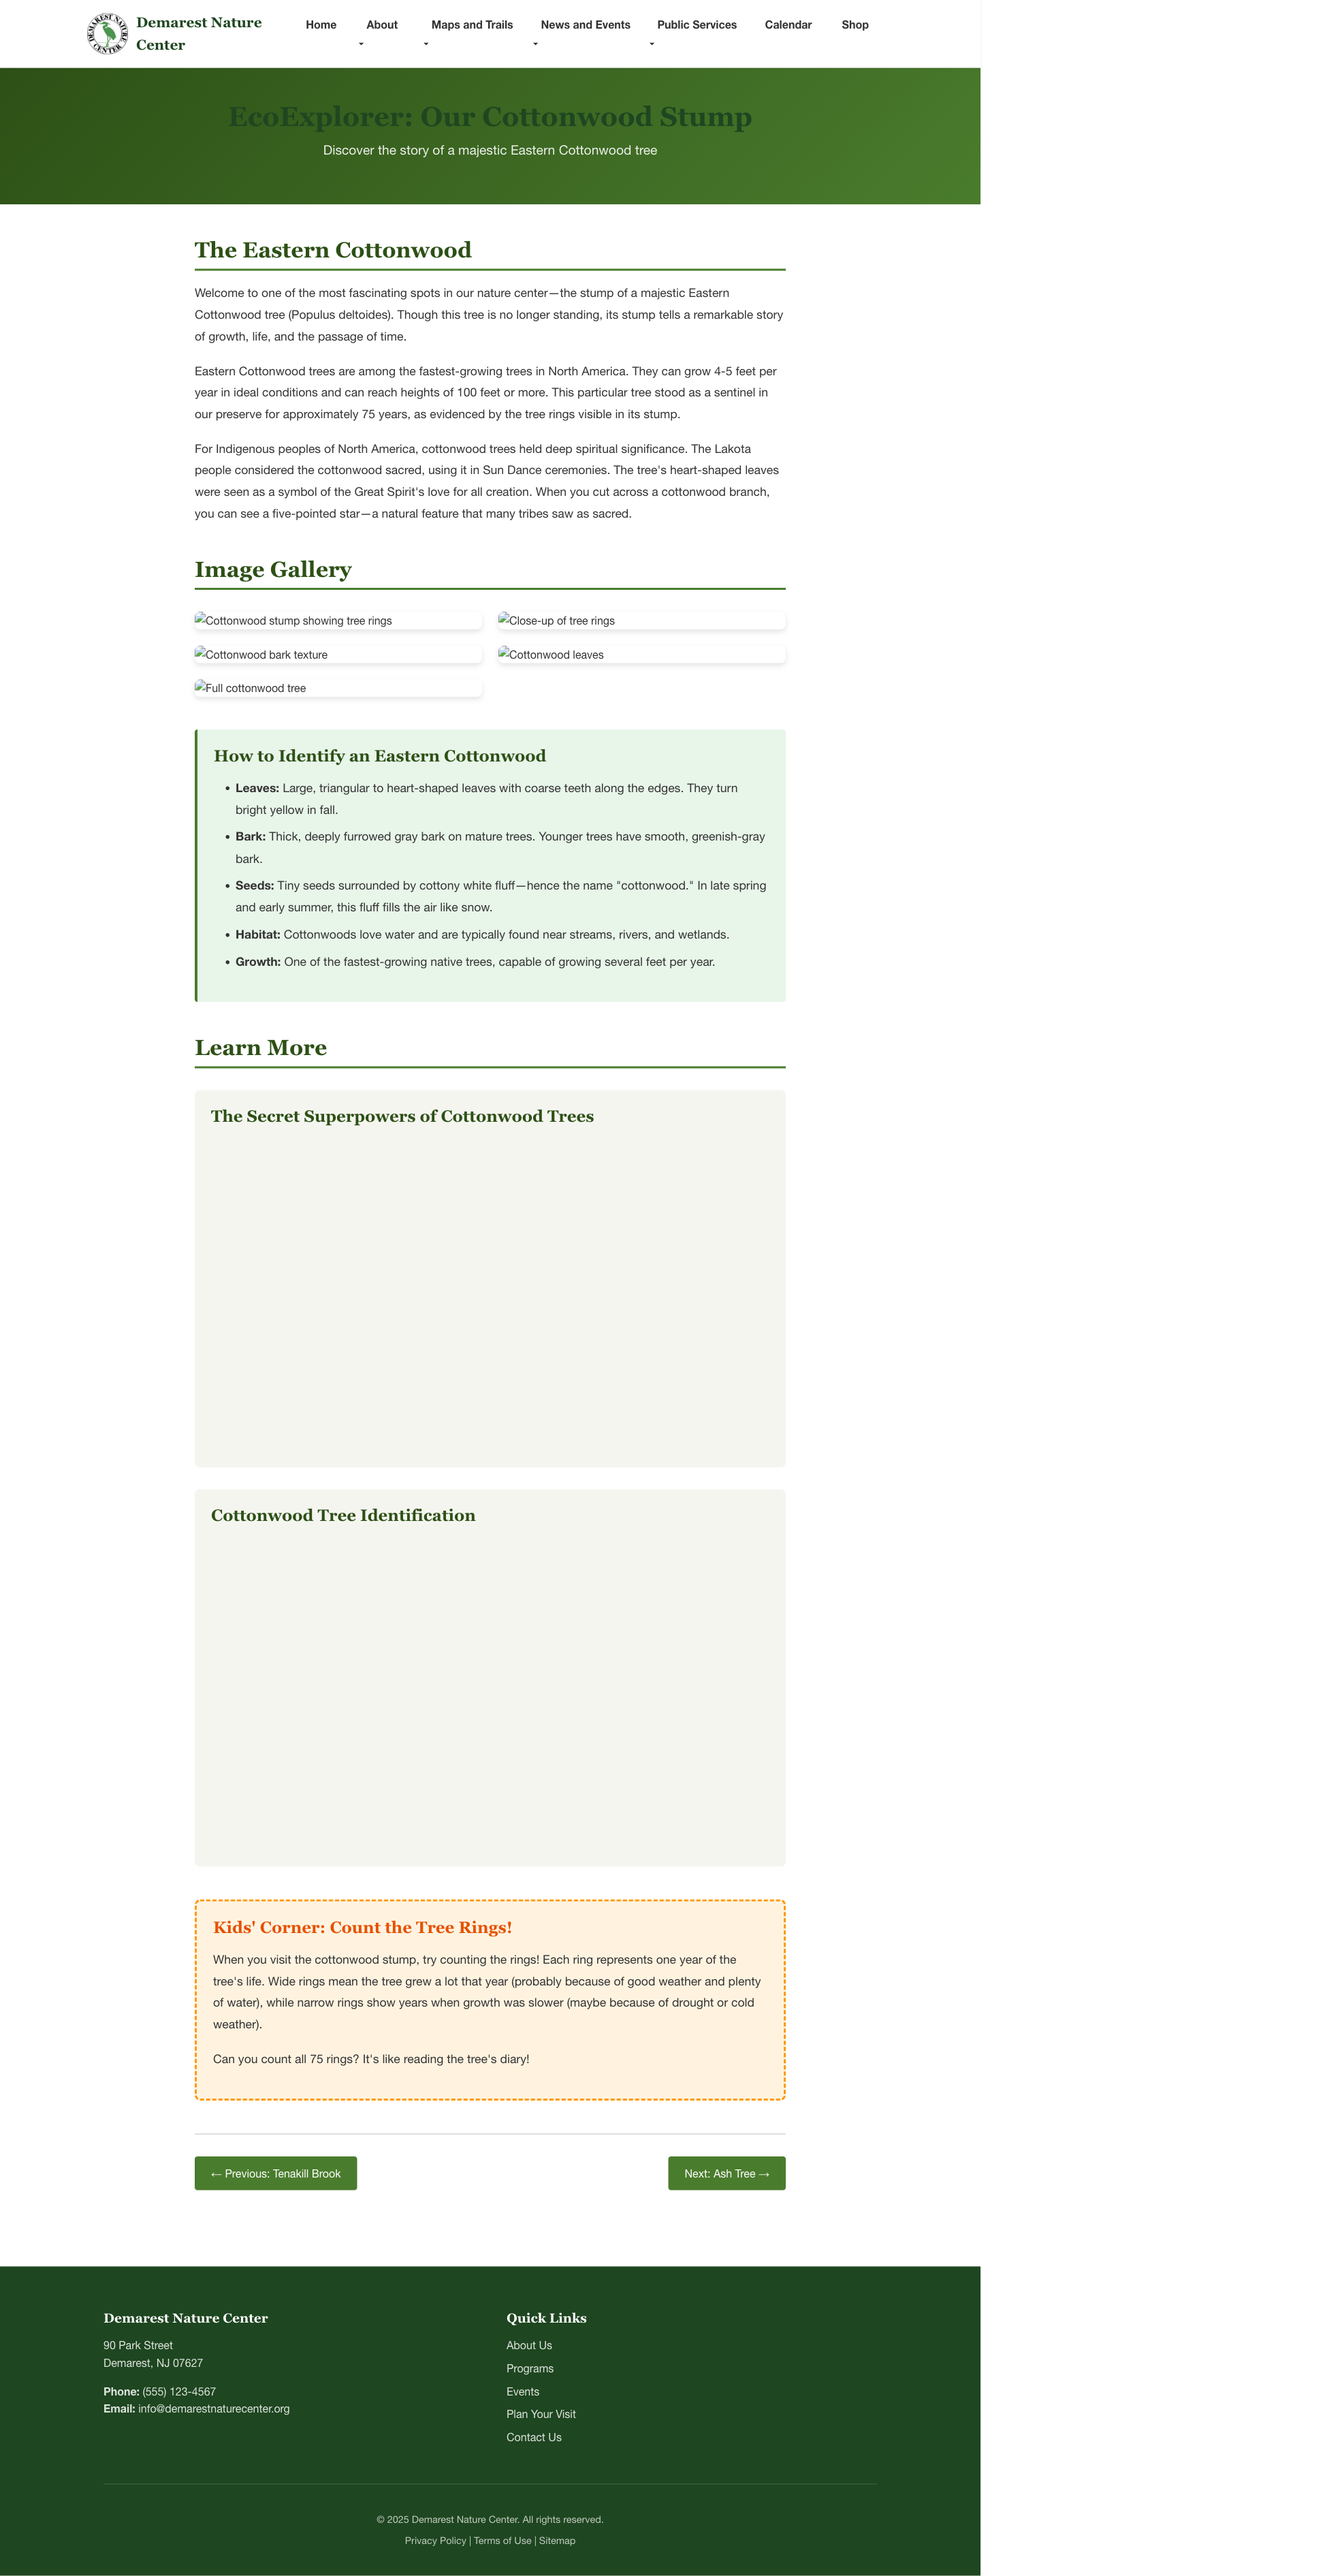 DEMAREST NATURE CENTER
Demarest Nature
Center
Home
About
Maps and Trails
News and Events
Public Services
Calendar
Shop
EcoExplorer: Our Cottonwood Stump
Discover the story of a majestic Eastern Cottonwood tree
The Eastern Cottonwood
Welcome to one of the most fascinating spots in our nature center—the stump of a majestic Eastern
Cottonwood tree (Populus deltoides). Though this tree is no longer standing, its stump tells a remarkable story
of growth, life, and the passage of time.
Eastern Cottonwood trees are among the fastest-growing trees in North America. They can grow 4-5 feet per
year in ideal conditions and can reach heights of 100 feet or more. This particular tree stood as a sentinel in
our preserve for approximately 75 years, as evidenced by the tree rings visible in its stump.
For Indigenous peoples of North America, cottonwood trees held deep spiritual significance. The Lakota
people considered the cottonwood sacred, using it in Sun Dance ceremonies. The tree's heart-shaped leaves
were seen as a symbol of the Great Spirit's love for all creation. When you cut across a cottonwood branch,
you can see a five-pointed star—a natural feature that many tribes saw as sacred.
Image Gallery
Cottonwood stump showing tree rings
Close-up of tree rings
Cottonwood bark texture
Cottonwood leaves
Full cottonwood tree
How to Identify an Eastern Cottonwood
• Leaves: Large, triangular to heart-shaped leaves with coarse teeth along the edges. They turn
bright yellow in fall.
• Bark: Thick, deeply furrowed gray bark on mature trees. Younger trees have smooth, greenish-gray
bark.
• Seeds: Tiny seeds surrounded by cottony white fluff—hence the name "cottonwood." In late spring
and early summer, this fluff fills the air like snow.
• Habitat: Cottonwoods love water and are typically found near streams, rivers, and wetlands.
• Growth: One of the fastest-growing native trees, capable of growing several feet per year.
Learn More
The Secret Superpowers of Cottonwood Trees
Cottonwood Tree Identification
Kids' Corner: Count the Tree Rings!
When you visit the cottonwood stump, try counting the rings! Each ring represents one year of the
tree's life. Wide rings mean the tree grew a lot that year (probably because of good weather and plenty
of water), while narrow rings show years when growth was slower (maybe because of drought or cold
weather).
Can you count all 75 rings? It's like reading the tree's diary!
← Previous: Tenakill Brook
Next: Ash Tree →
Demarest Nature Center
90 Park Street
Demarest, NJ 07627
Phone: (555) 123-4567
Email: info@demarestnaturecenter.org
Quick Links
About Us
Programs
Events
Plan Your Visit
Contact Us
© 2025 Demarest Nature Center. All rights reserved.
Privacy Policy | Terms of Use | Sitemap